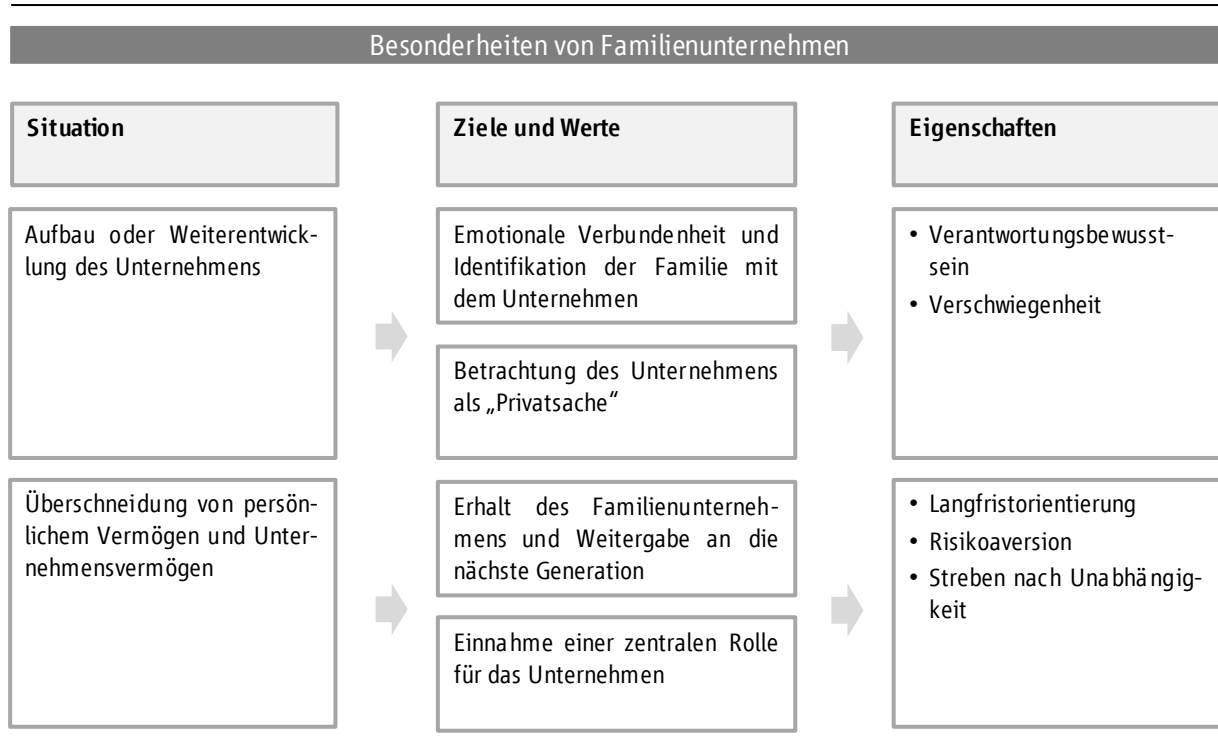 Besonderheiten von Familienunternehmen
Situation
Ziele und Werte
Eigenschaften
Aufbau oder Weiterentwick-
lung des Unternehmens
Emotionale Verbundenheit und
Identifikation der Familie mit
dem Unternehmen
Betrachtung des Unternehmens
als „Privatsache“
• Verantwortungsbewusst-
sein
• Verschwiegenheit
Überschneidung von persön-
lichem Vermögen und Unter-
nehmensvermögen
Erhalt des Familienunterneh-
mens und Weitergabe an die
nächste Generation
Einnahme einer zentralen Rolle
für das Unternehmen
• Langfristorientierung
• Risikoaversion
• Streben nach Unabhängig-
keit